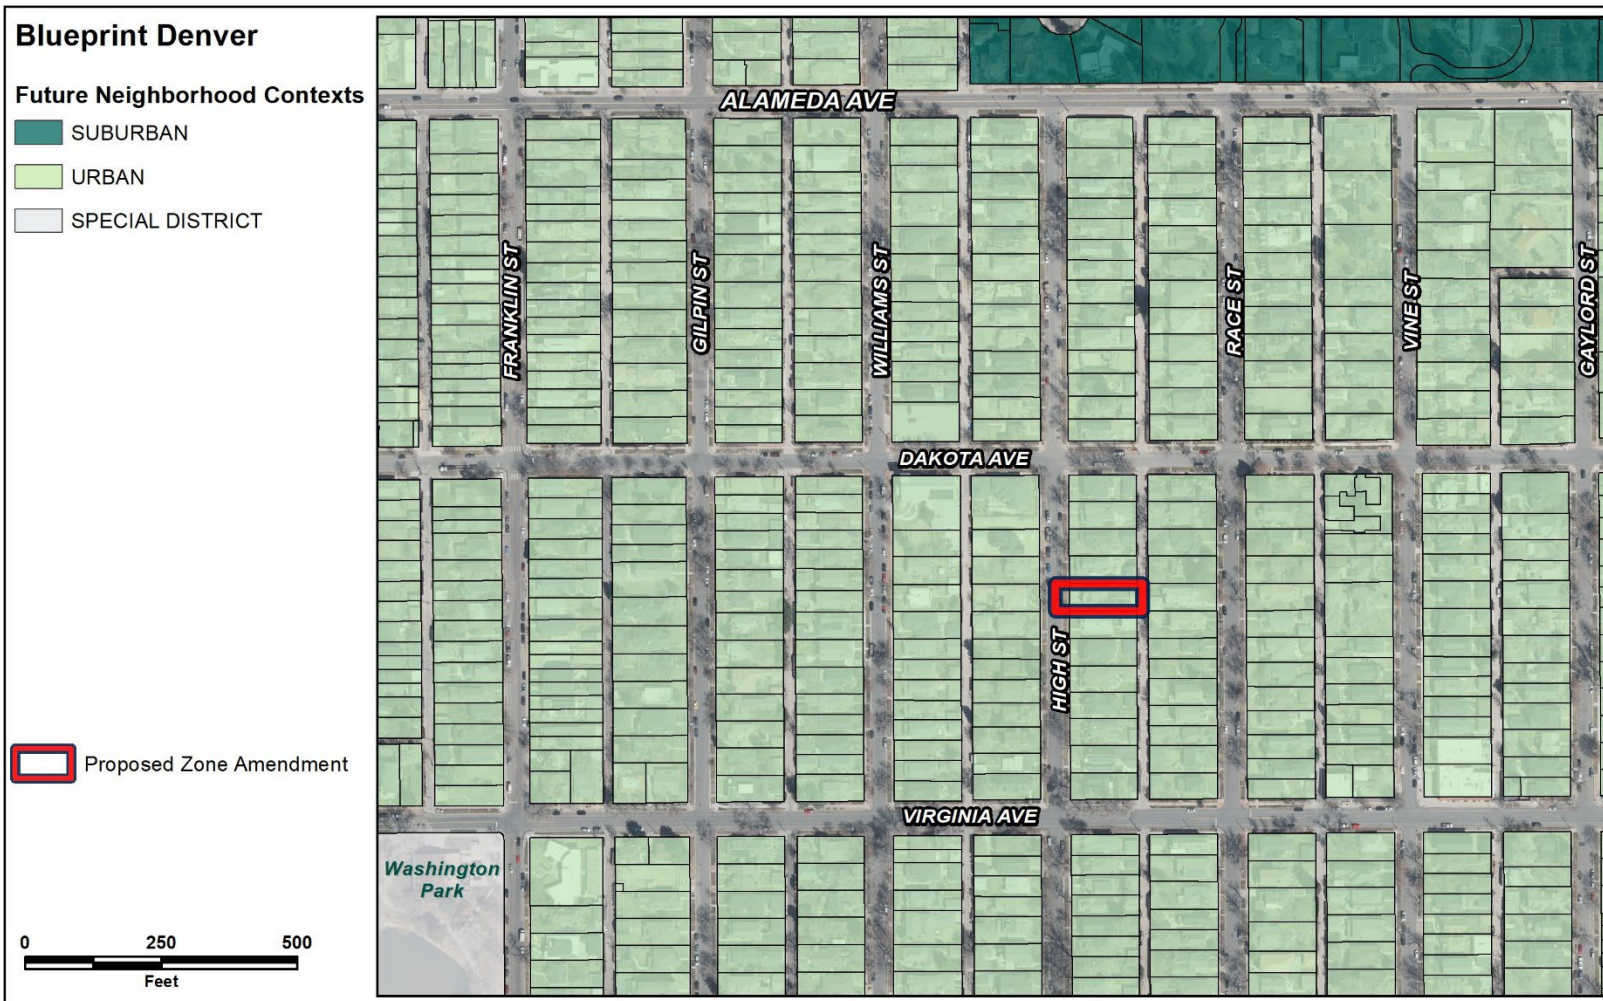 Blueprint Denver
Future Neighborhood Contexts
SUBURBAN
URBAN
SPECIAL DISTRICT
Proposed Zone Amendment
0 250 500
Feet
ALAMEDA AVE
FRANKLIN ST
GILPIN ST
WILLIAMS ST
RACE ST
VINE ST
GAYLORD ST
DAKOTA AVE
HIGH ST
VIRGINIA AVE
Washington
Park